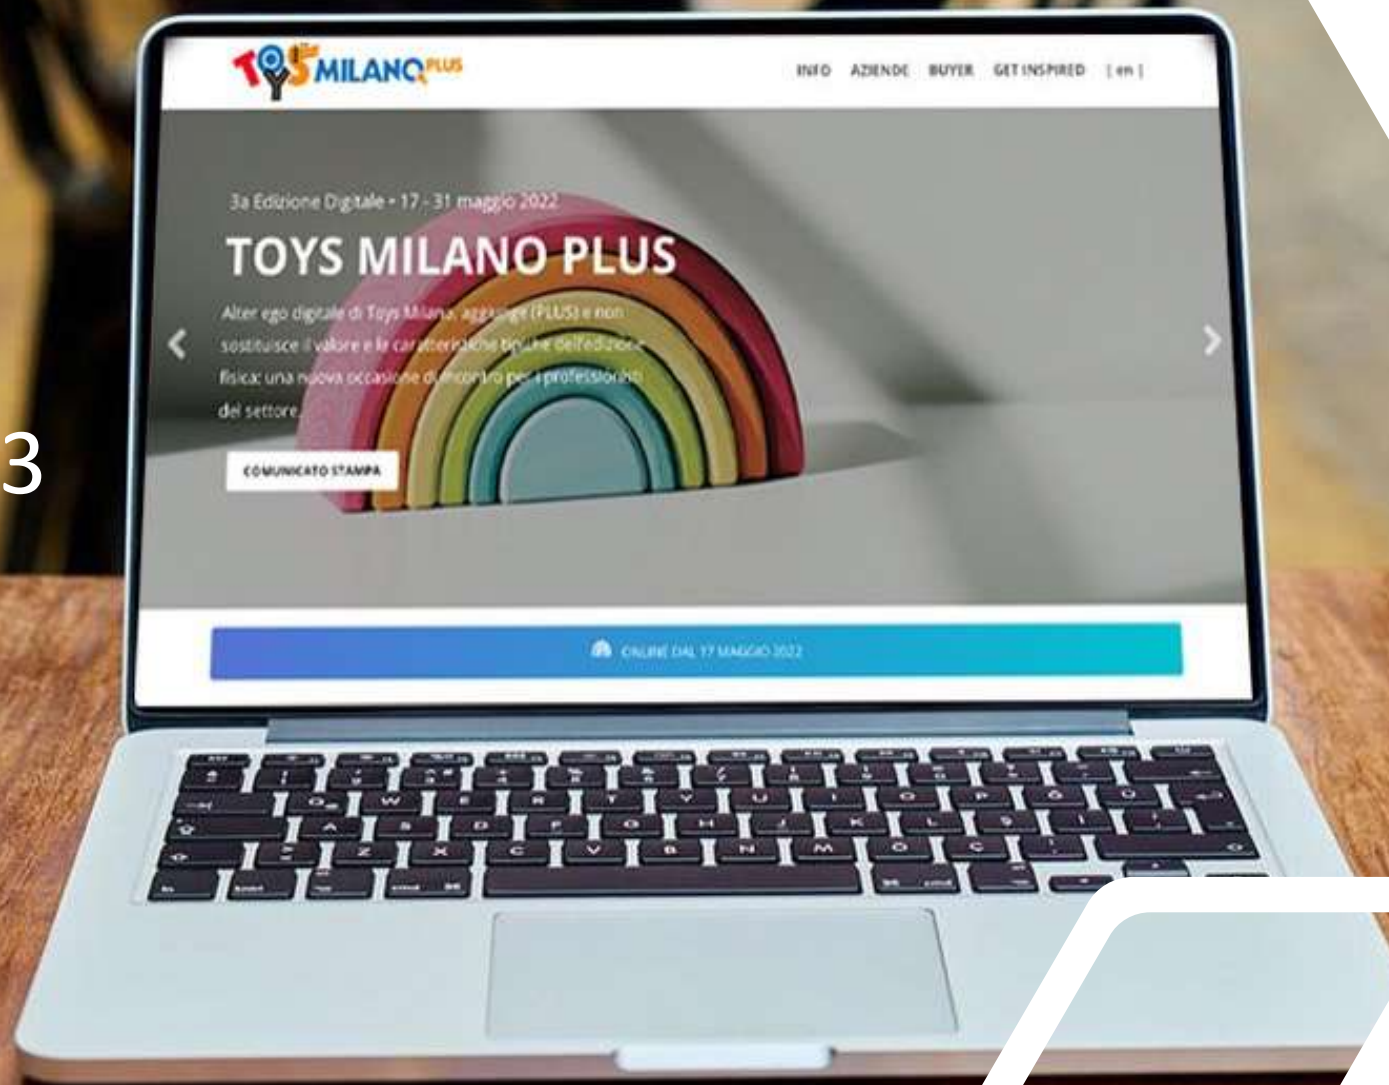 TOYS MILANO PLUS
INFO AZIENDE BUYER GET INSPIRED [ en ]
3a Edizione Digitale • 17 - 31 maggio 2022
TOYS MILANO PLUS
Alter ego digitale di Toys Milano, aggiunge (PLUS) e non
sostituisce il valore e le caratteristiche tipiche dell'edizione
fisica: una nuova occasione di incontro per i professionisti
del settore.
3
COMUNICATO STAMPA
ONLINE DAL 17 MAGGIO 2022
Q W E R T Y U I O P Ğ Ü
A S D F G H J K L Ş İ
Z X C V B N M Ö Ç
cmd
cmd